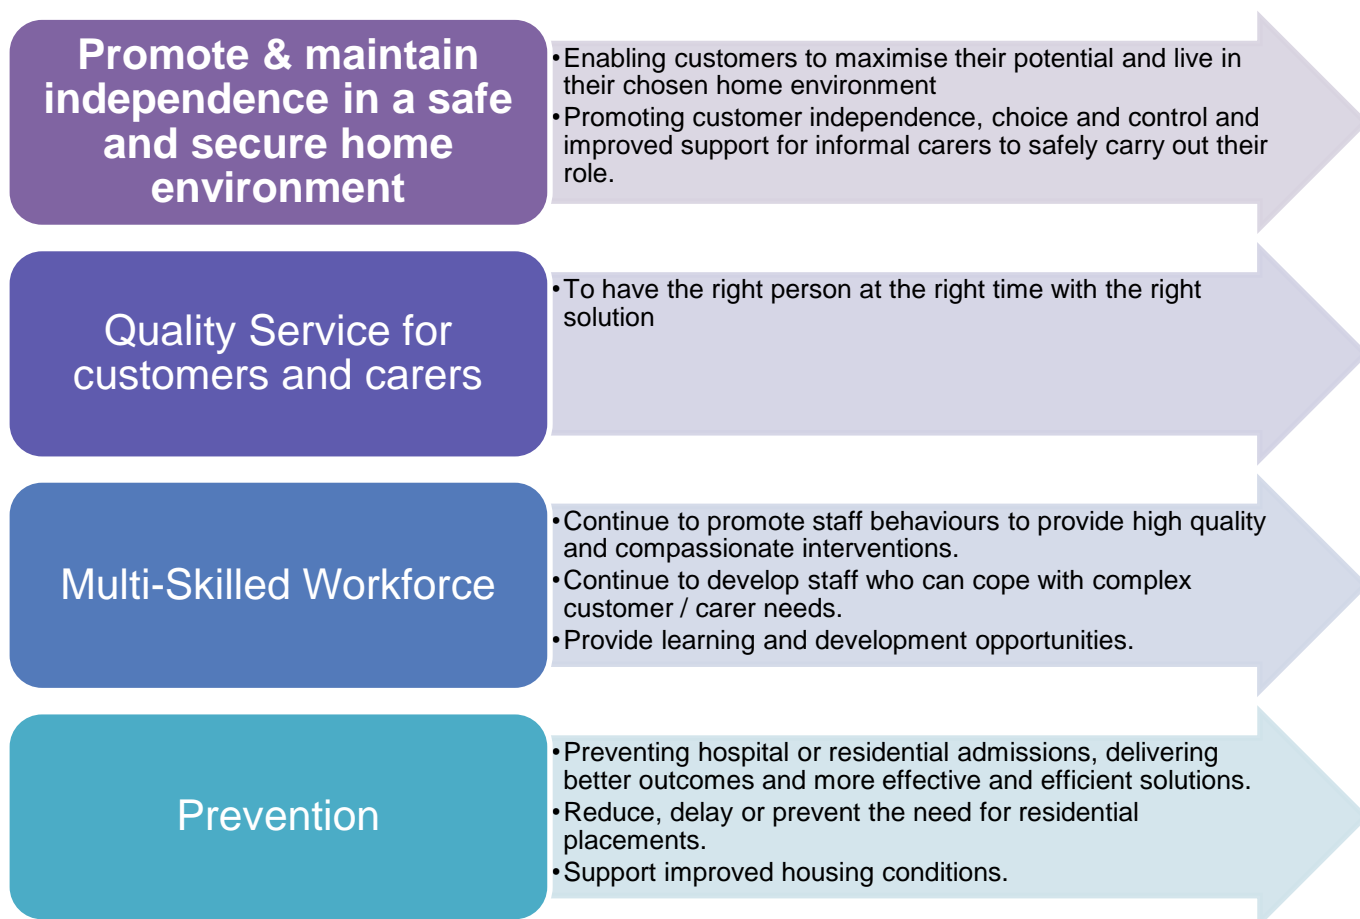 Promote & maintain
independence in a safe
and secure home
environment
•Enabling customers to maximise their potential and live in
their chosen home environment
•Promoting customer independence, choice and control and
improved support for informal carers to safely carry out their
role.
Quality Service for
customers and carers
•To have the right person at the right time with the right
solution
Multi-Skilled Workforce
•Continue to promote staff behaviours to provide high quality
and compassionate interventions.
•Continue to develop staff who can cope with complex
customer / carer needs.
•Provide learning and development opportunities.
Prevention
•Preventing hospital or residential admissions, delivering
better outcomes and more effective and efficient solutions.
•Reduce, delay or prevent the need for residential
placements.
•Support improved housing conditions.